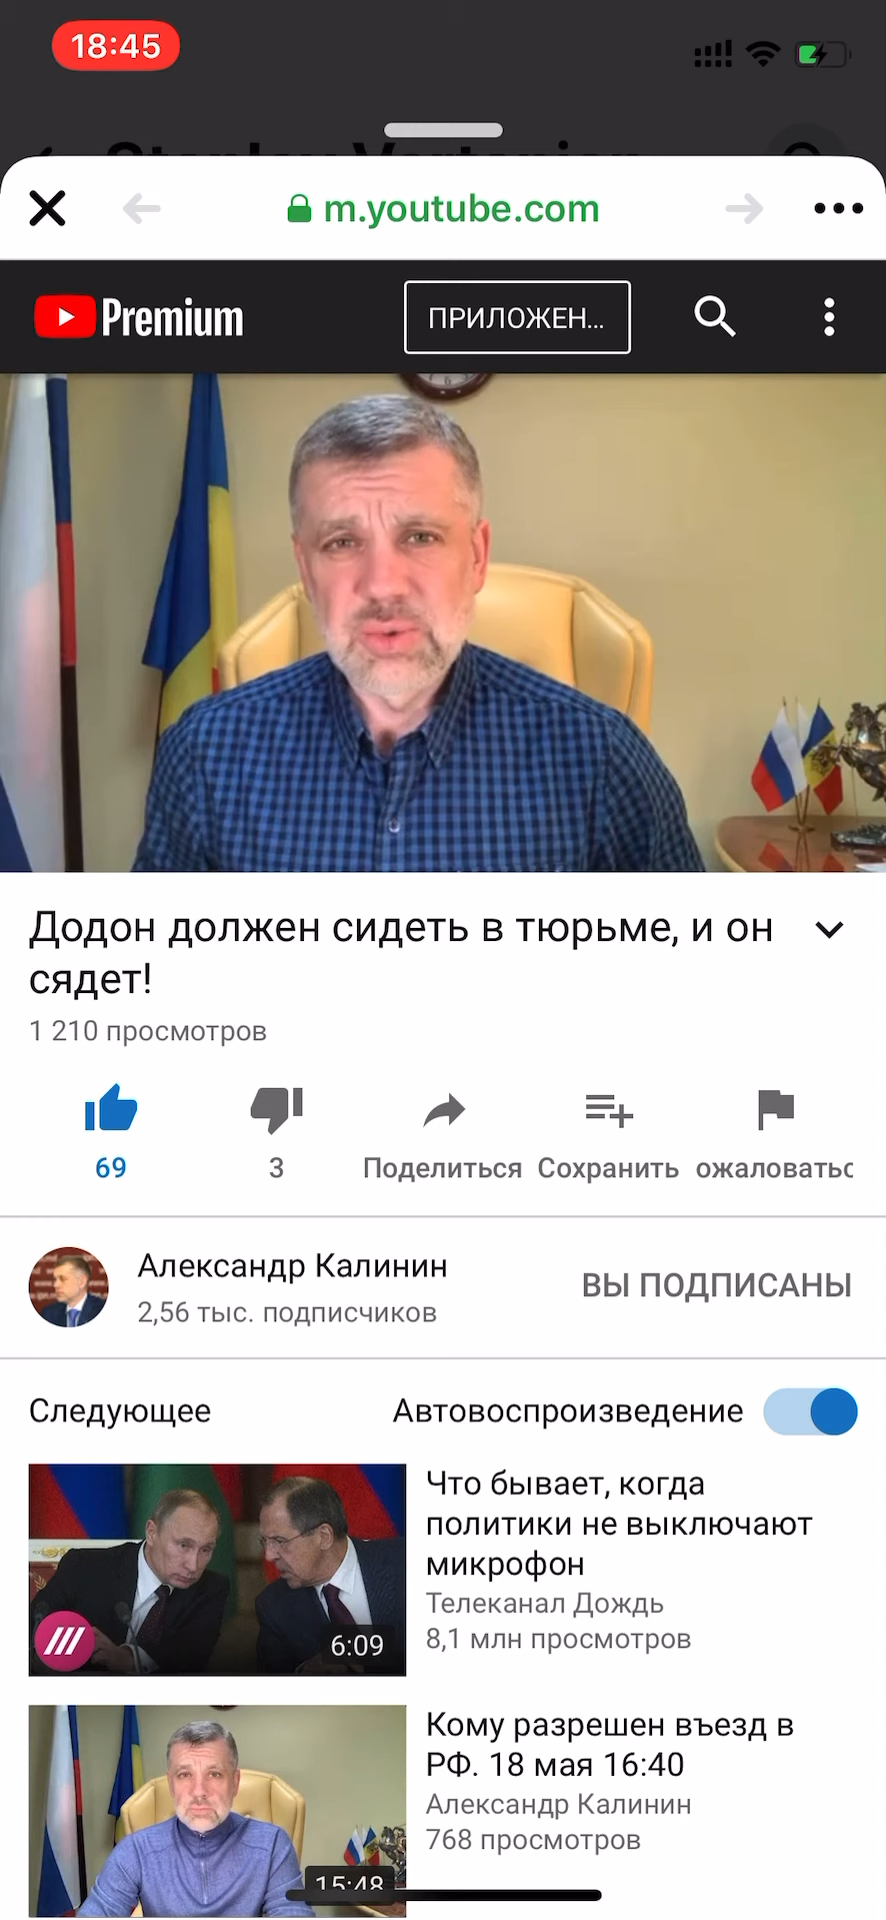 18:45
m.youtube.com
Premium
ПРИЛОЖЕН...
Додон должен сидеть в тюрьме, и он
сядет!
1 210 просмотров
69
3
Поделиться
Сохранить
ожаловатьс
Александр Калинин
2,56 тыс. подписчиков
ВЫ ПОДПИСАНЫ
Следующее
Автовоспроизведение
Что бывает, когда
политики не выключают
микрофон
Телеканал Дождь
8,1 млн просмотров
6:09
Кому разрешен въезд в
РФ. 18 мая 16:40
Александр Калинин
768 просмотров
15:48